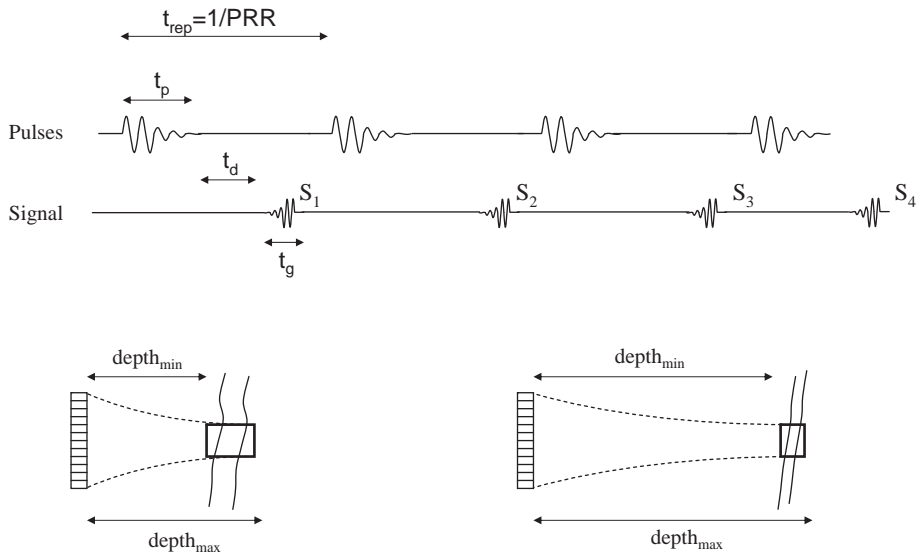 t_rep=1/PRR
t_p
Pulses
t_d
Signal
S_1
S_2
S_3
S_4
t_g
depth_min
depth_min
depth_max
depth_max